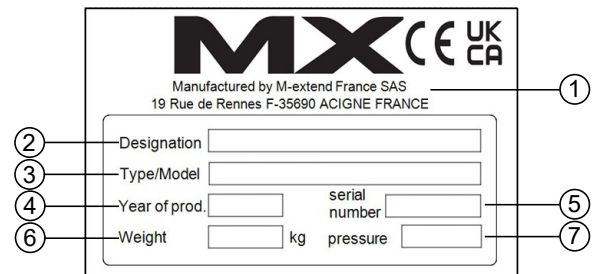 MX CE UK CA
Manufactured by M-extend France SAS
19 Rue de Rennes F-35690 ACIGNE FRANCE
1
2 Designation
3 Type/Model
4 Year of prod. serial number 5
6 Weight kg pressure 7